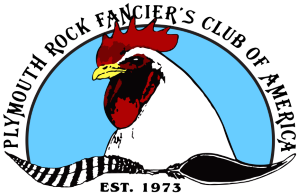 PLYMOUTH ROCK FANCIER'S CLUB OF AMERICA
EST. 1973